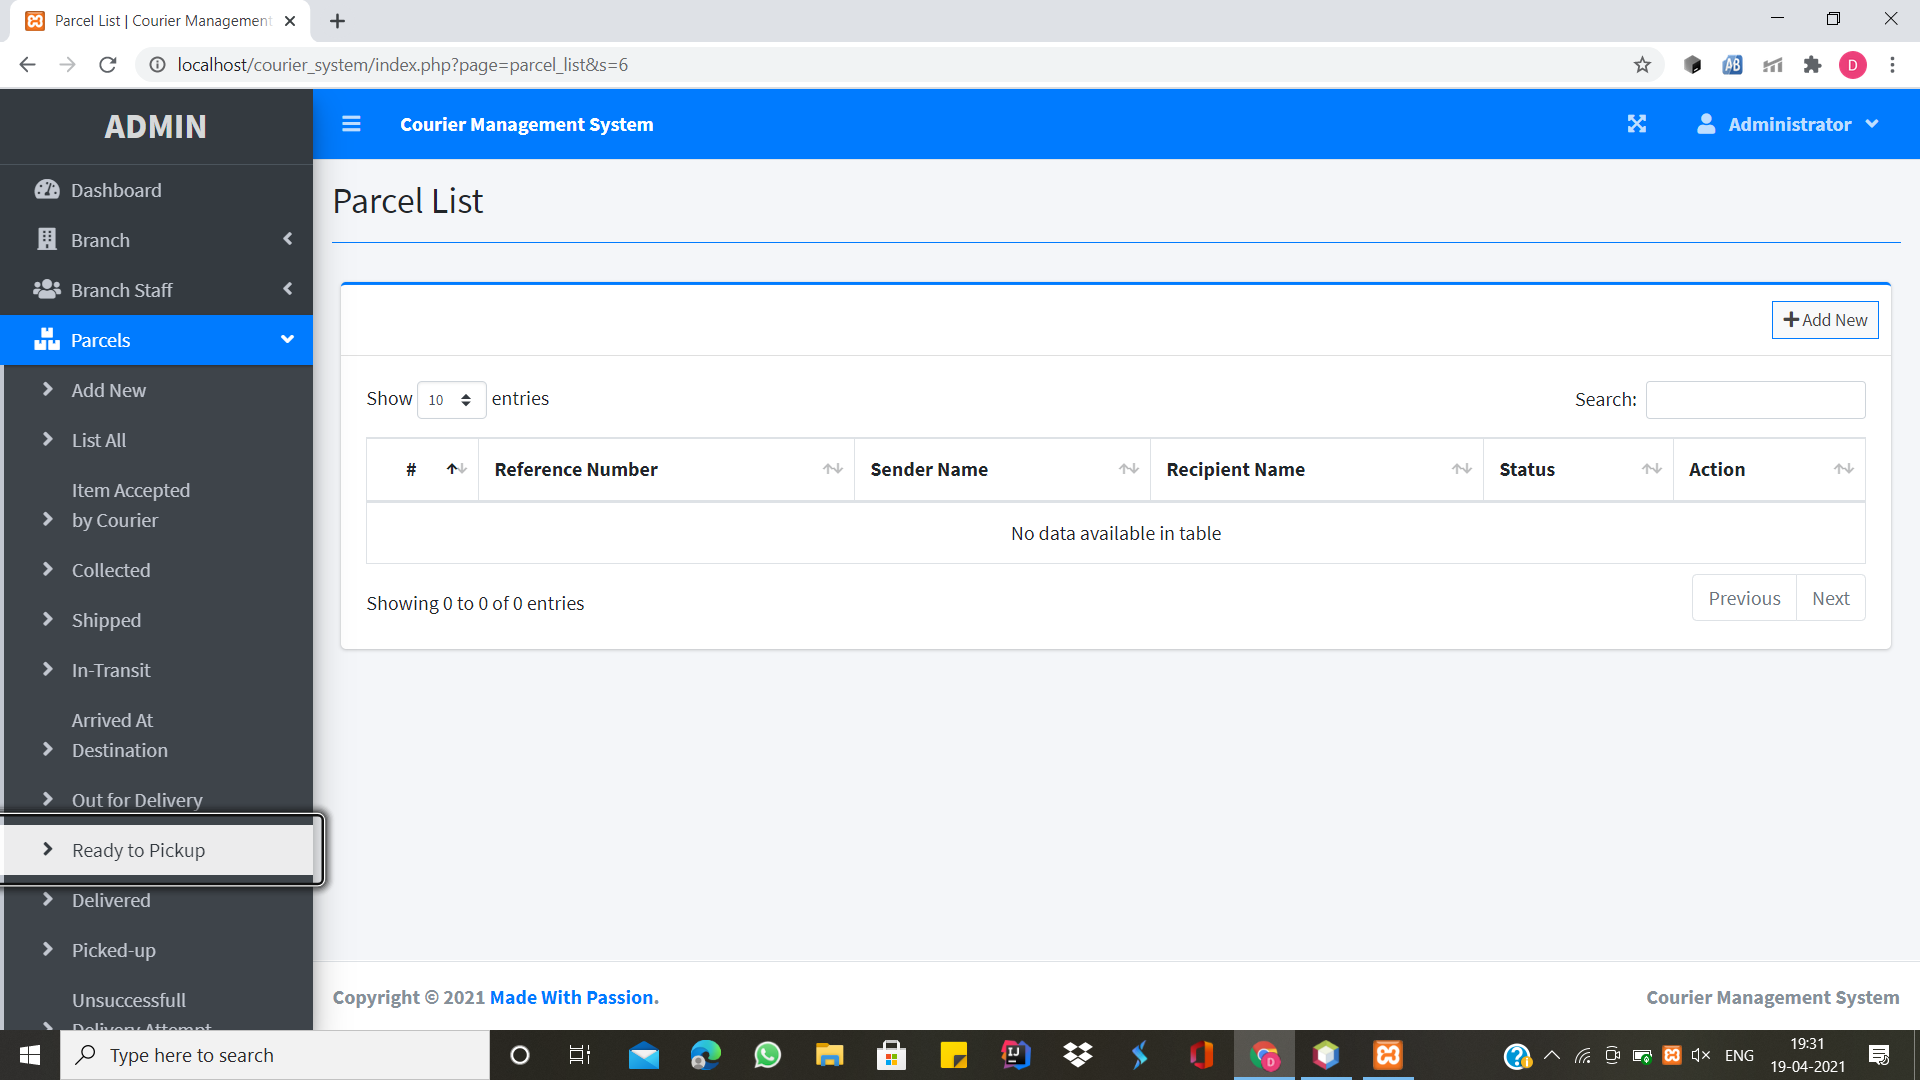 Parcel List | Courier Management
localhost/courier_system/index.php?page=parcel_list&s=6
D
ADMIN
Courier Management System
Administrator
Dashboard
Branch
Branch Staff
Parcels
Add New
List All
Item Accepted
by Courier
Collected
Shipped
In-Transit
Arrived At
Destination
Out for Delivery
Ready to Pickup
Delivered
Picked-up
Unsuccessfull
Delivery Attempt
Parcel List
Add New
Show 10 entries
Search:
# Reference Number Sender Name Recipient Name Status Action
No data available in table
Showing 0 to 0 of 0 entries
Previous Next
Copyright © 2021 Made With Passion.
Courier Management System
Type here to search
ENG
19:31
19-04-2021